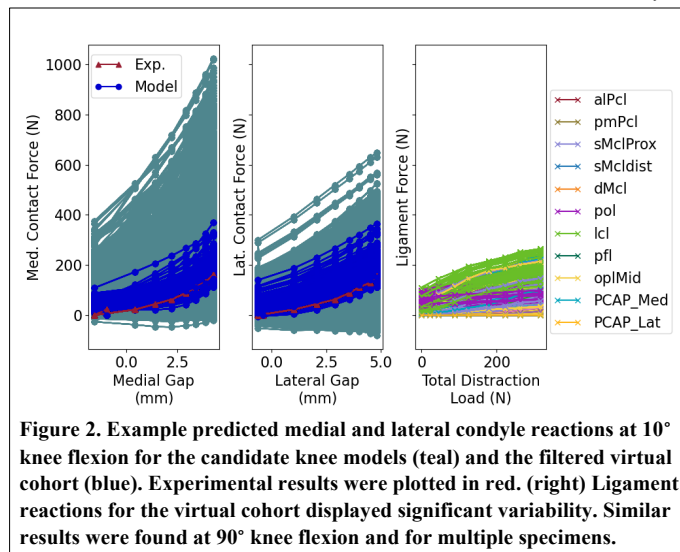 1000
800
600
400
200
0
Med. Contact Force (N)
Exp.
Model
0.0
2.5
Medial Gap
(mm)
Lat. Contact Force (N)
0.0
2.5
5.0
Lateral Gap
(mm)
Ligament Force (N)
0
200
Total Distraction
Load (N)
alPcl
pmPcl
sMclProx
sMcldist
dMcl
pol
lcl
pfl
oplMid
PCAP_Med
PCAP_Lat
Figure 2. Example predicted medial and lateral condyle reactions at 10°
knee flexion for the candidate knee models (teal) and the filtered virtual
cohort (blue). Experimental results were plotted in red. (right) Ligament
reactions for the virtual cohort displayed significant variability. Similar
results were found at 90° knee flexion and for multiple specimens.